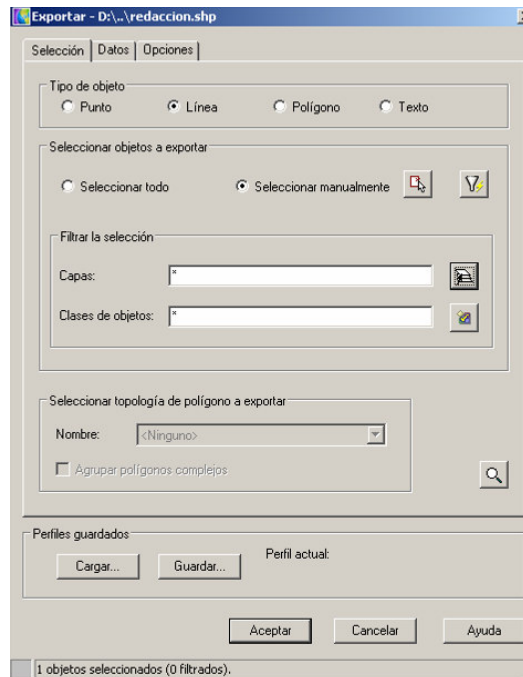 Exportar - D:\..\redaccion.shp
Selección Datos Opciones
Tipo de objeto
Punto Línea Polígono Texto
Seleccionar objetos a exportar
Seleccionar todo Seleccionar manualmente
Filtrar la selección
Capas: *
Clases de objetos: *
Seleccionar topología de polígono a exportar
Nombre: <Ninguno>
Agrupar polígonos complejos
Perfiles guardados
Cargar... Guardar... Perfil actual:
Aceptar Cancelar Ayuda
1 objetos seleccionados (0 filtrados).